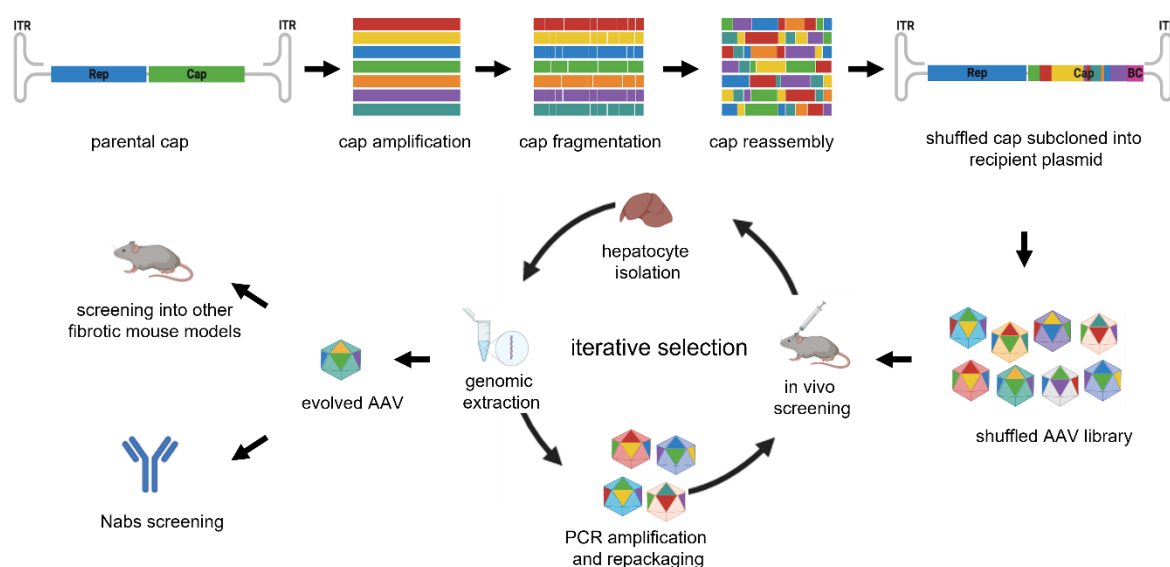 ITR
ITR
Rep
Cap
parental cap
cap amplification
cap fragmentation
cap reassembly
ITR
ITR
Rep
Cap
BC
shuffled cap subcloned into
recipient plasmid
hepatocyte
isolation
screening into other
fibrotic mouse models
evolved AAV
genomic
extraction
iterative selection
in vivo
screening
shuffled AAV library
Nabs screening
PCR amplification
and repackaging